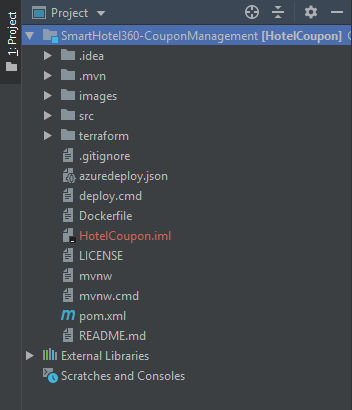 1: Project
Project
SmartHotel360-CouponManagement [HotelCoupon]
.idea
.mvn
images
src
terraform
.gitignore
azuredeploy.json
deploy.cmd
Dockerfile
HotelCoupon.iml
LICENSE
mvnw
mvnw.cmd
pom.xml
README.md
External Libraries
Scratches and Consoles